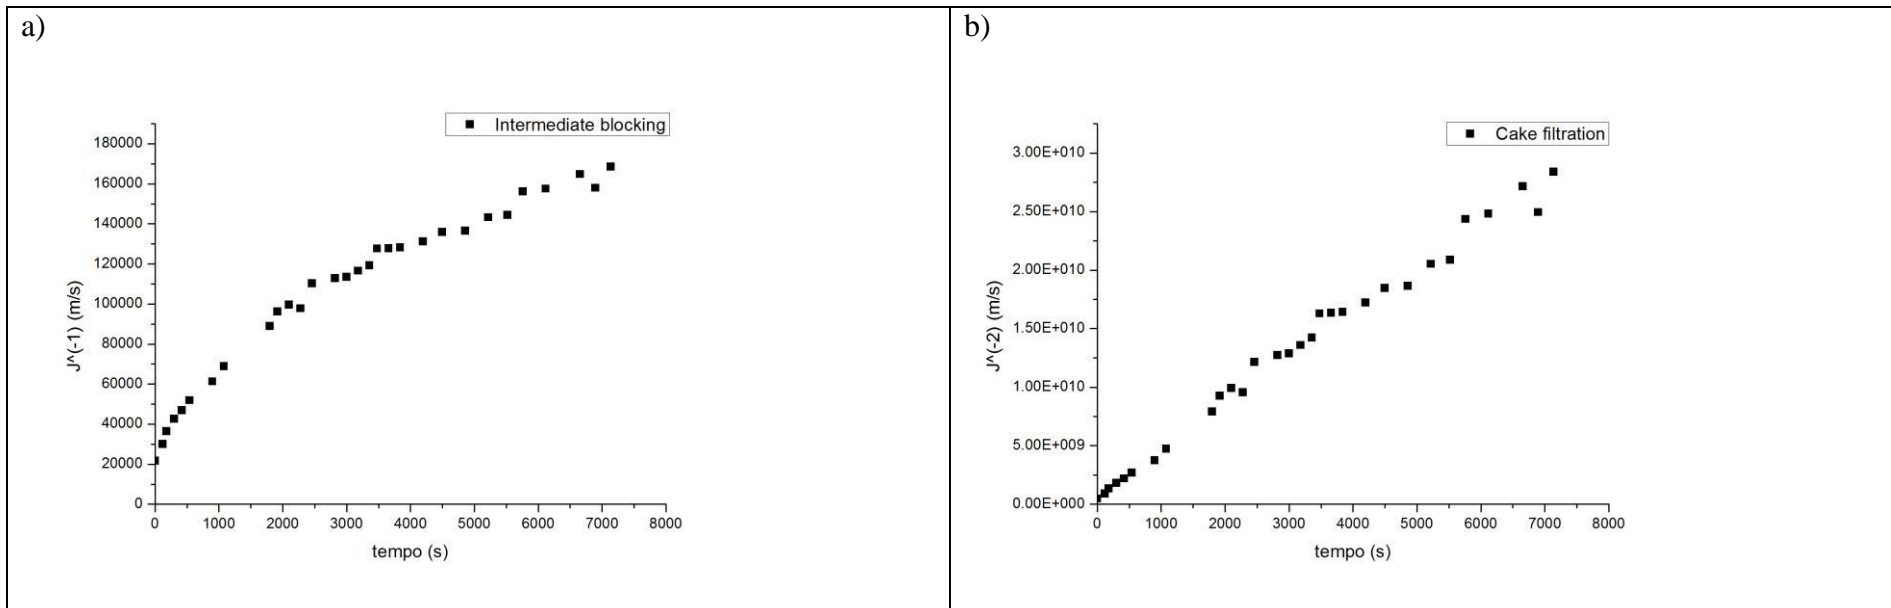 a)
Intermediate blocking
180000
160000
140000
120000
100000
80000
60000
40000
20000
0
J^(-1) (m/s)
0 1000 2000 3000 4000 5000 6000 7000 8000
tempo (s)
b)
Cake filtration
3.00E+010
2.50E+010
2.00E+010
1.50E+010
1.00E+010
5.00E+009
0.00E+000
J^(-2) (m/s)
0 1000 2000 3000 4000 5000 6000 7000 8000
tempo (s)